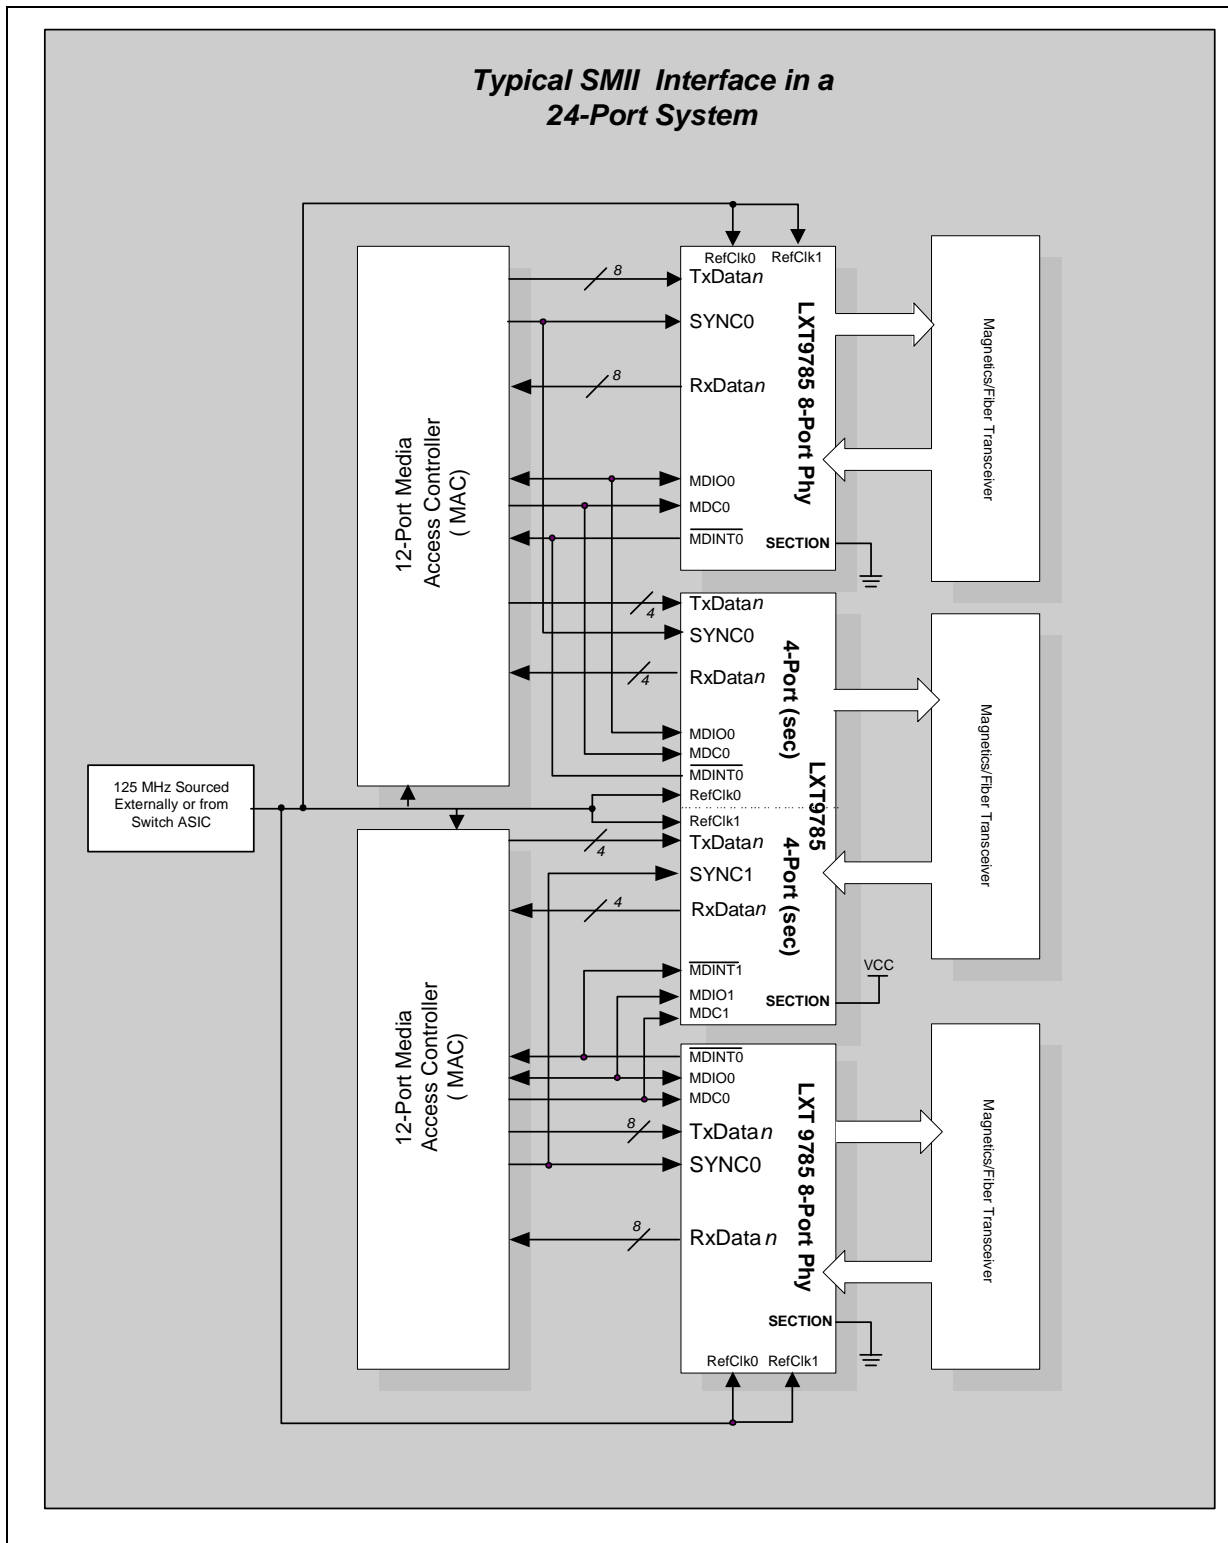 Typical SMII Interface in a
24-Port System
RefClk0 RefClk1
TxDatan
8
SYNC0
RxDatan
8
MDIO0
MDC0
MDINT0
SECTION
LXT9785 8-Port Phy
Magnetics/Fiber Transceiver
12-Port Media
Access Controller
( MAC)
TxDatan
4
SYNC0
RxDatan
4
MDIO0
MDC0
MDINT0
RefClk0
4-Port (sec)
LXT9785
Magnetics/Fiber Transceiver
125 MHz Sourced
Externally or from
Switch ASIC
RefClk1
TxDatan
4
SYNC1
RxDatan
4
4-Port (sec)
MDINT1
MDIO1
MDC1
SECTION
VCC
12-Port Media
Access Controller
( MAC)
MDINT0
MDIO0
MDC0
TxDatan
8
SYNC0
RxData n
8
LXT 9785 8-Port Phy
SECTION
RefClk0 RefClk1
Magnetics/Fiber Transceiver